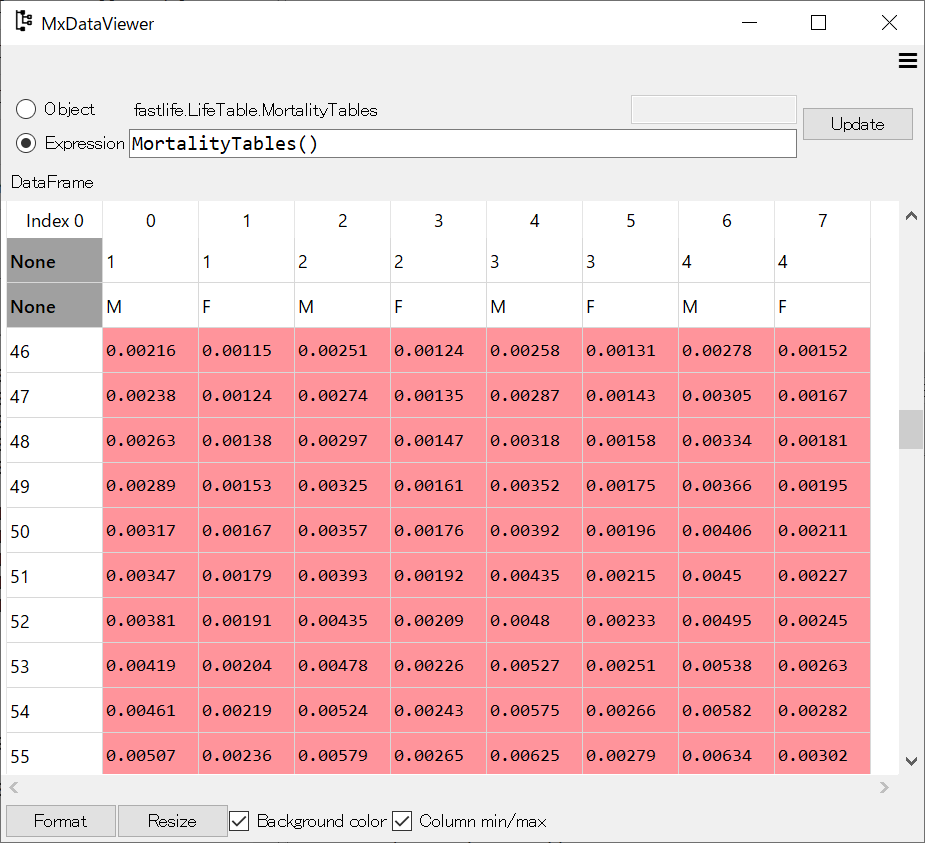 MxDataViewer
Object fastlife.LifeTable.MortalityTables
Update
Expression MortalityTables()
DataFrame
Index 0 0 1 2 3 4 5 6 7
None 1 1 2 2 3 3 4 4
None M F M F M F M F
46 0.00216 0.00115 0.00251 0.00124 0.00258 0.00131 0.00278 0.00152
47 0.00238 0.00124 0.00274 0.00135 0.00287 0.00143 0.00305 0.00167
48 0.00263 0.00138 0.00297 0.00147 0.00318 0.00158 0.00334 0.00181
49 0.00289 0.00153 0.00325 0.00161 0.00352 0.00175 0.00366 0.00195
50 0.00317 0.00167 0.00357 0.00176 0.00392 0.00196 0.00406 0.00211
51 0.00347 0.00179 0.00393 0.00192 0.00435 0.00215 0.0045 0.00227
52 0.00381 0.00191 0.00435 0.00209 0.0048 0.00233 0.00495 0.00245
53 0.00419 0.00204 0.00478 0.00226 0.00527 0.00251 0.00538 0.00263
54 0.00461 0.00219 0.00524 0.00243 0.00575 0.00266 0.00582 0.00282
55 0.00507 0.00236 0.00579 0.00265 0.00625 0.00279 0.00634 0.00302
Format Resize Background color Column min/max